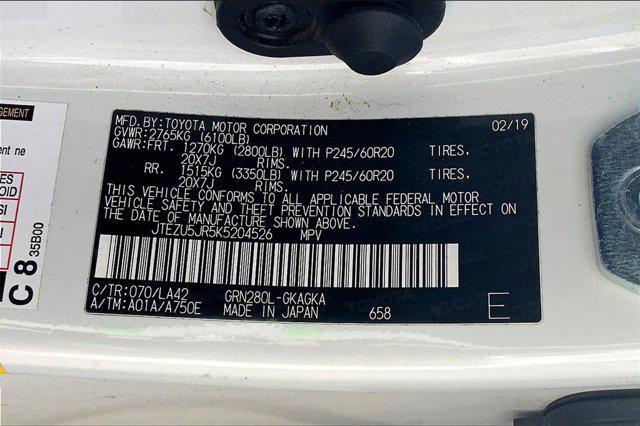 MFD. BY: TOYOTA MOTOR CORPORATION 02/19
GVWR: 2765KG (6100LB)
GAWR: FRT. 1270KG (2800LB) WITH P245/60R20 TIRES.
20X7J RIMS.
RR. 1515KG (3350LB) WITH P245/60R20 TIRES.
20X7J RIMS.
THIS VEHICLE CONFORMS TO ALL APPLICABLE FEDERAL MOTOR
VEHICLE SAFETY AND THEFT PREVENTION STANDARDS IN EFFECT ON
THE DATE OF MANUFACTURE SHOWN ABOVE.
JTEZU5JR5K5204526 MPV
C/TR: 070/LA42 GRN280L-GKAGKA
A/TM: A01A/A750E MADE IN JAPAN 658 E
C 8
35B00